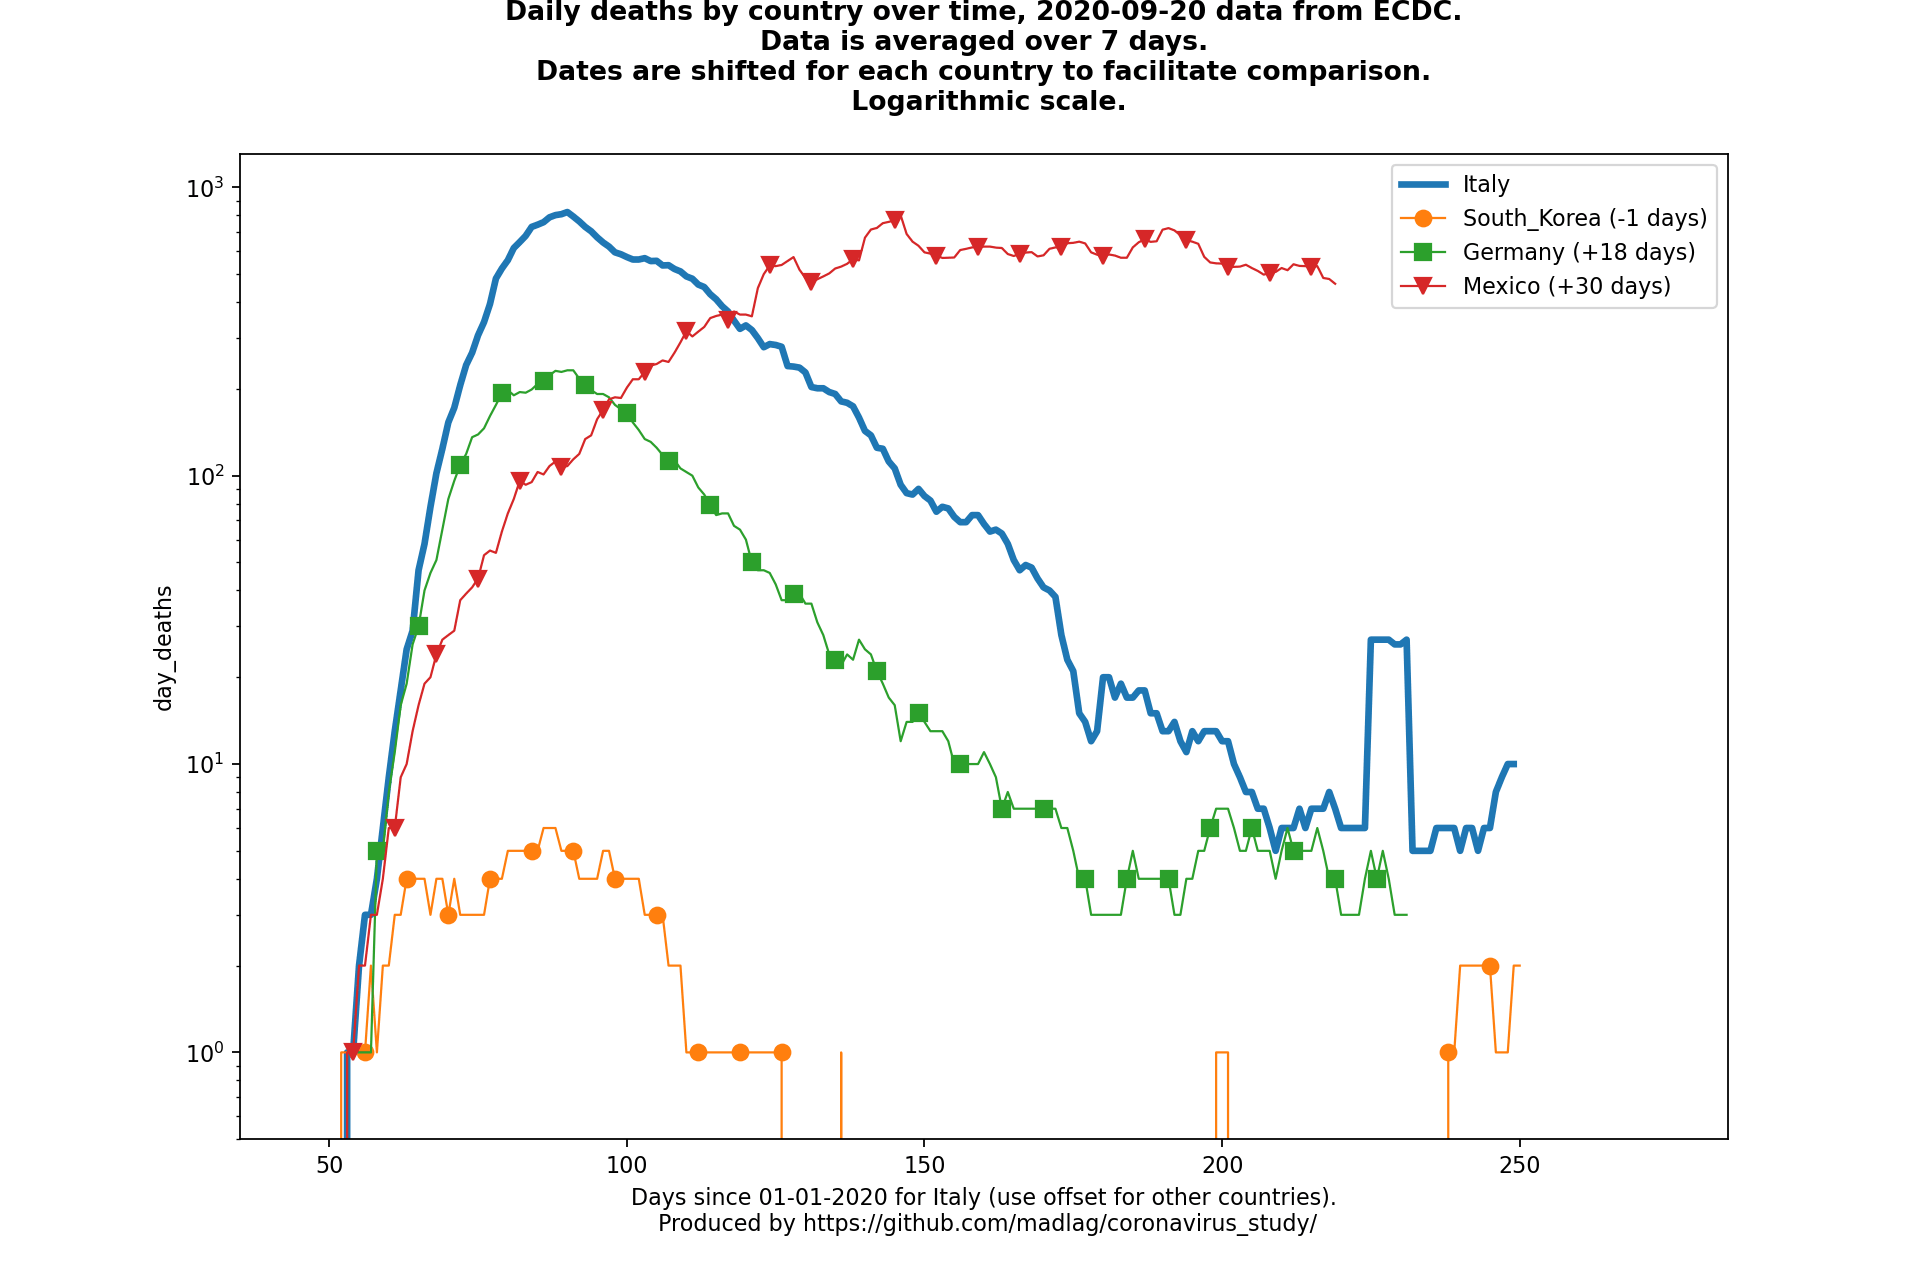 Daily deaths by country over time, 2020-09-20 data from ECDC.
Data is averaged over 7 days.
Dates are shifted for each country to facilitate comparison.
Logarithmic scale.
Italy
South_Korea (-1 days)
Germany (+18 days)
Mexico (+30 days)
day_deaths
10³
10²
10¹
10⁰
50 100 150 200 250
Days since 01-01-2020 for Italy (use offset for other countries).
Produced by https://github.com/madlag/coronavirus_study/